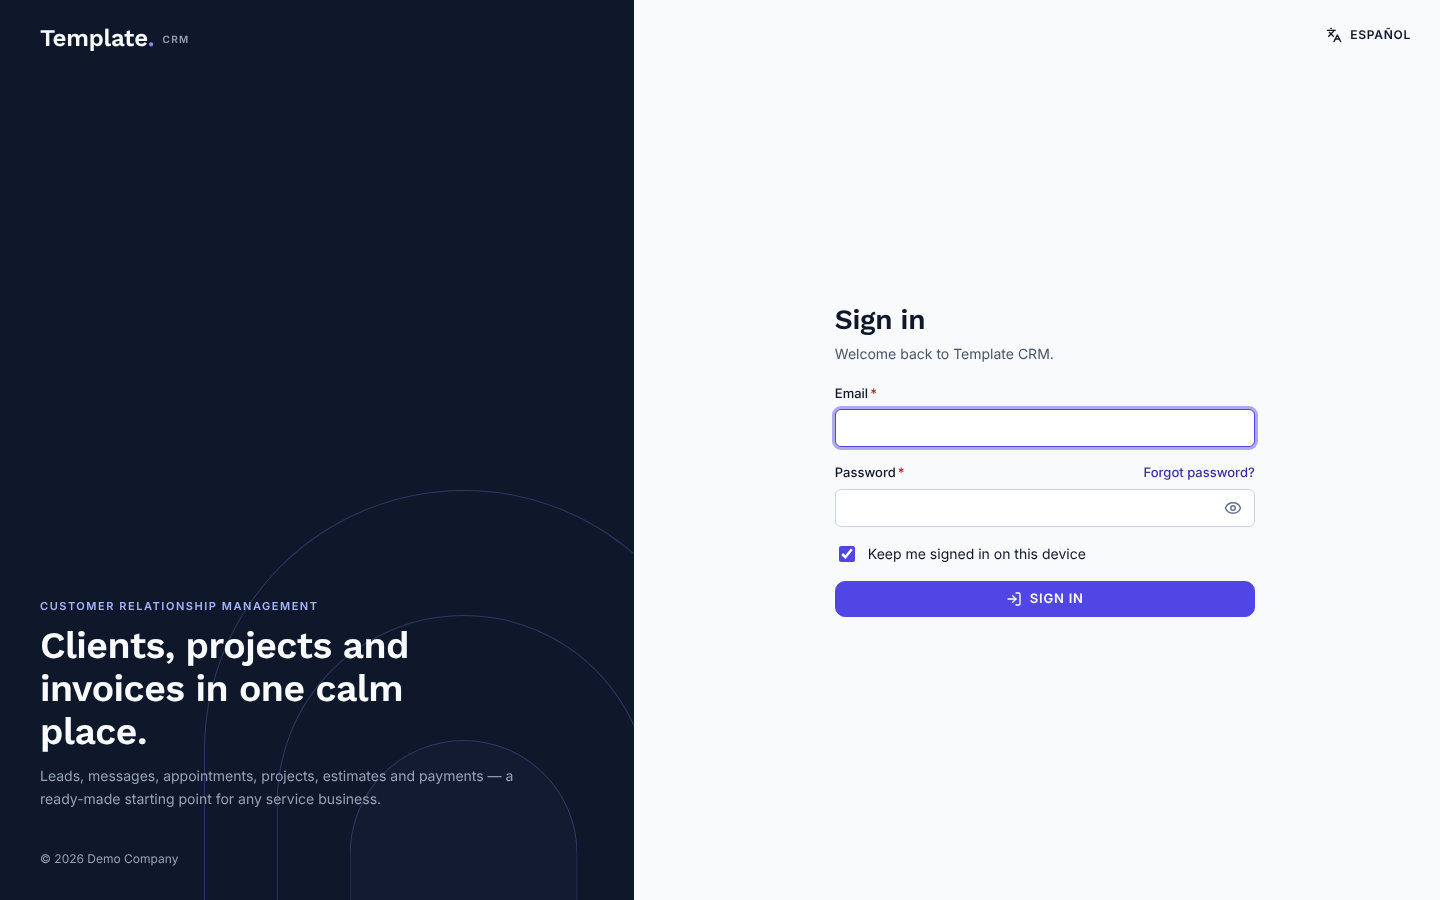 Template. CRM
ESPAÑOL
CUSTOMER RELATIONSHIP MANAGEMENT
Clients, projects and
invoices in one calm
place.
Leads, messages, appointments, projects, estimates and payments — a
ready-made starting point for any service business.
© 2026 Demo Company
Sign in
Welcome back to Template CRM.
Email *
Password * Forgot password?
Keep me signed in on this device
SIGN IN